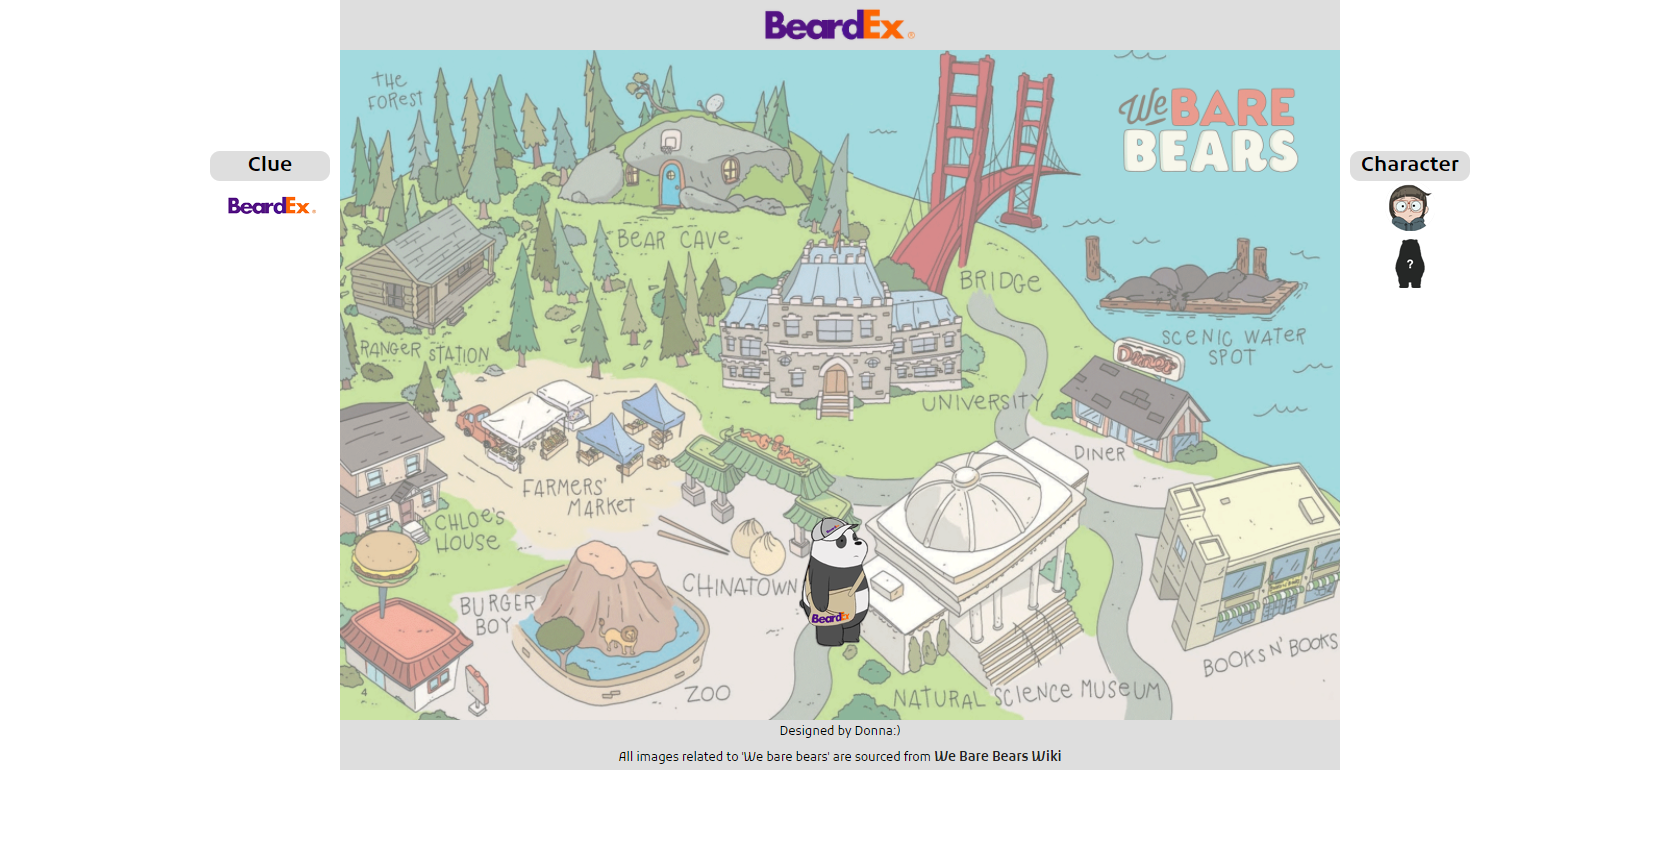 BeardEx®
THE
FOREST
We BARE
BEARS
Clue
BeardEx
Character
?
BEAR CAVE
BRIDGE
SCENIC WATER
SPOT
RANGER STATION
Diner
UNIVERSITY
DINER
FARMERS'
MARKET
CHLOE'S
HOUSE
CHINATOWN
BURGER
BOY
BeardEx
BOOKS N' BOOKS
4
ZOO
NATURAL SCIENCE MUSEUM
Designed by Donna:)
All images related to 'We bare bears' are sourced from We Bare Bears Wiki